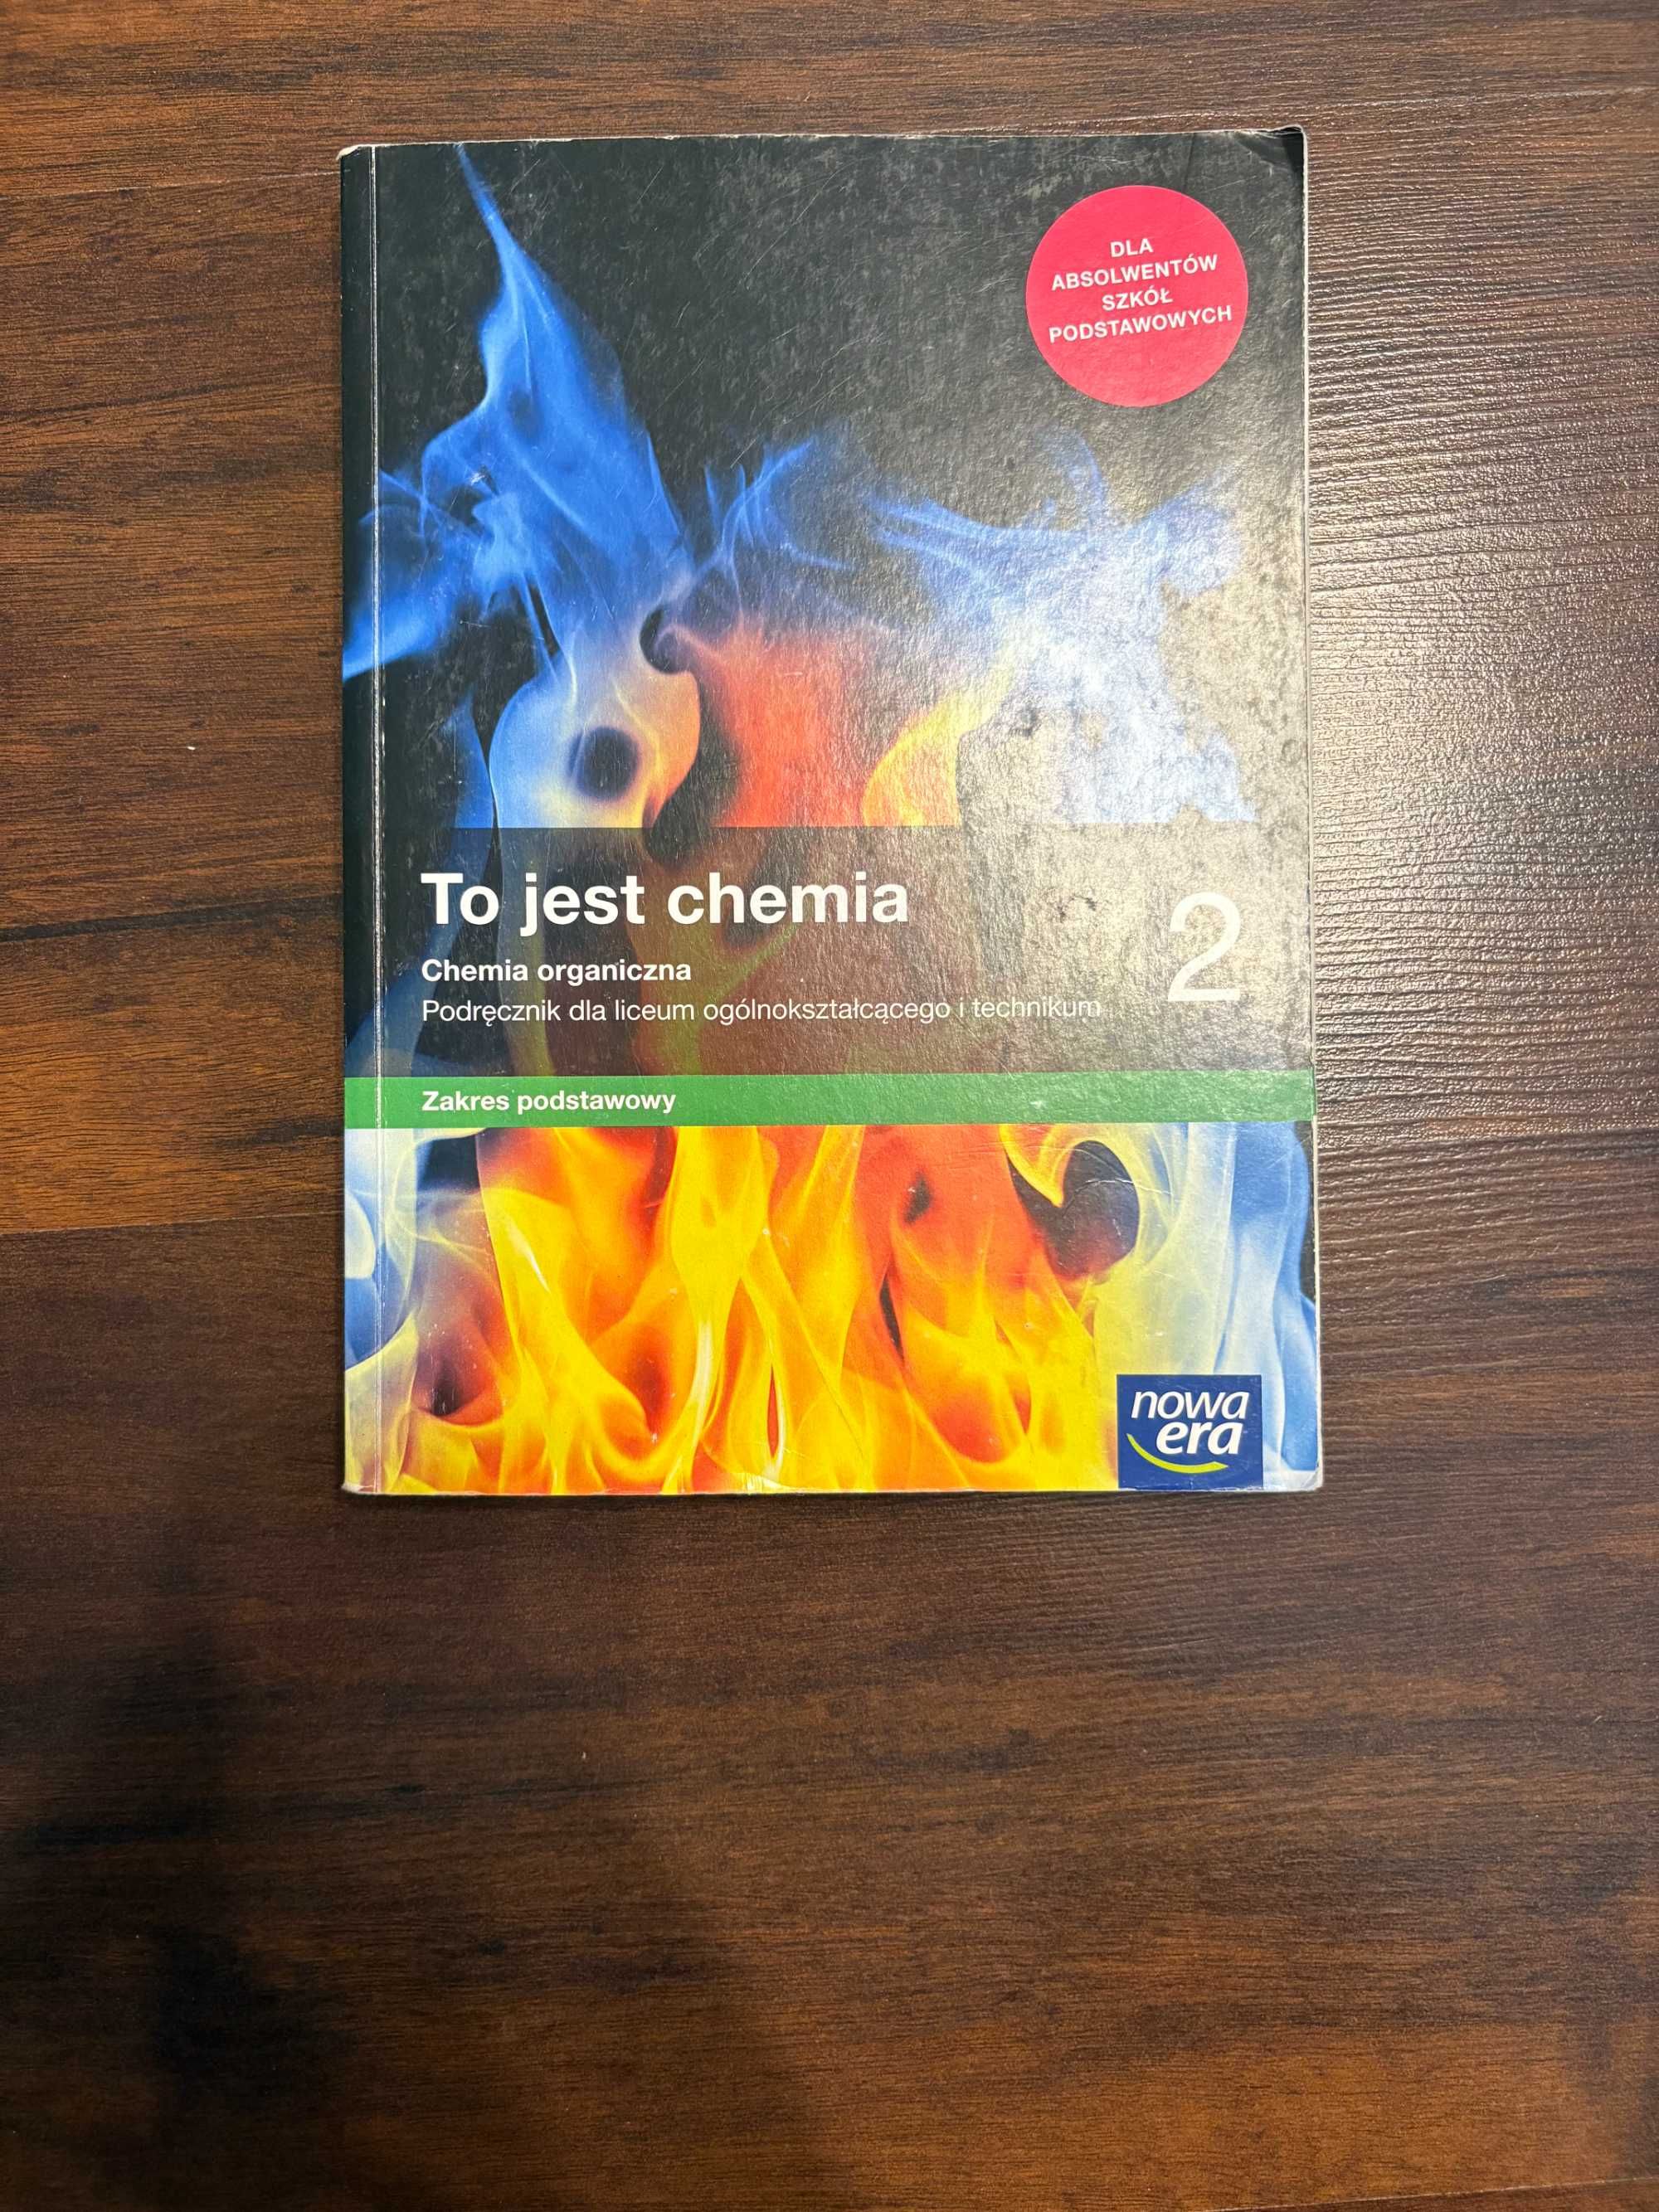 DLA
ABSOLWENTÓW
SZKÓŁ
PODSTAWOWYCH
To jest chemia
2
Chemia organiczna
Podręcznik dla liceum ogólnokształcącego i technikum
Zakres podstawowy
nowa
era